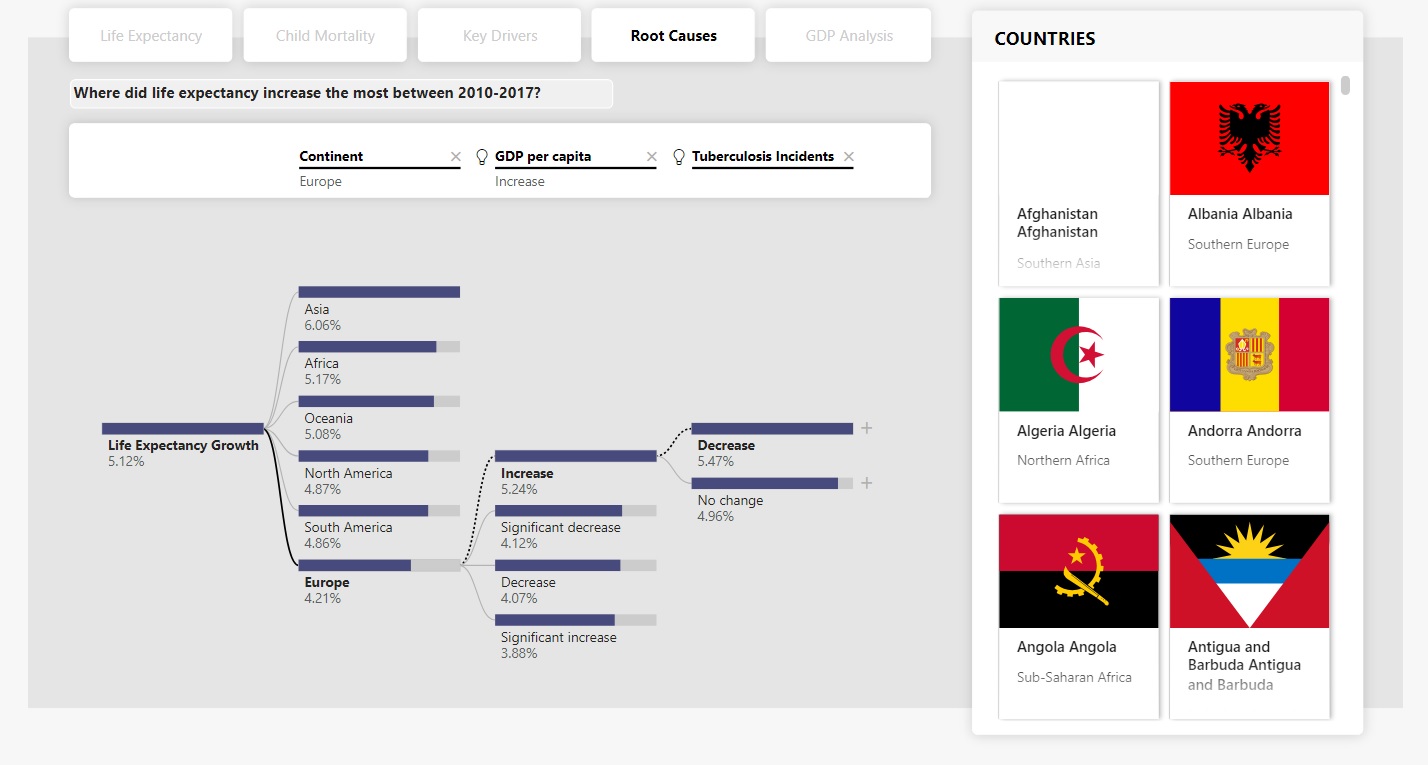 Life Expectancy
Child Mortality
Key Drivers
Root Causes
GDP Analysis
Where did life expectancy increase the most between 2010-2017?
Continent
Europe
GDP per capita
Increase
Tuberculosis Incidents
Life Expectancy Growth
5.12%
Asia
6.06%
Africa
5.17%
Oceania
5.08%
North America
4.87%
South America
4.86%
Europe
4.21%
Increase
5.24%
Significant decrease
4.12%
Decrease
4.07%
Significant increase
3.88%
Decrease
5.47%
No change
4.96%
COUNTRIES
Afghanistan
Afghanistan
Southern Asia
Albania Albania
Southern Europe
Algeria Algeria
Northern Africa
Andorra Andorra
Southern Europe
Angola Angola
Sub-Saharan Africa
Antigua and
Barbuda Antigua
and Barbuda